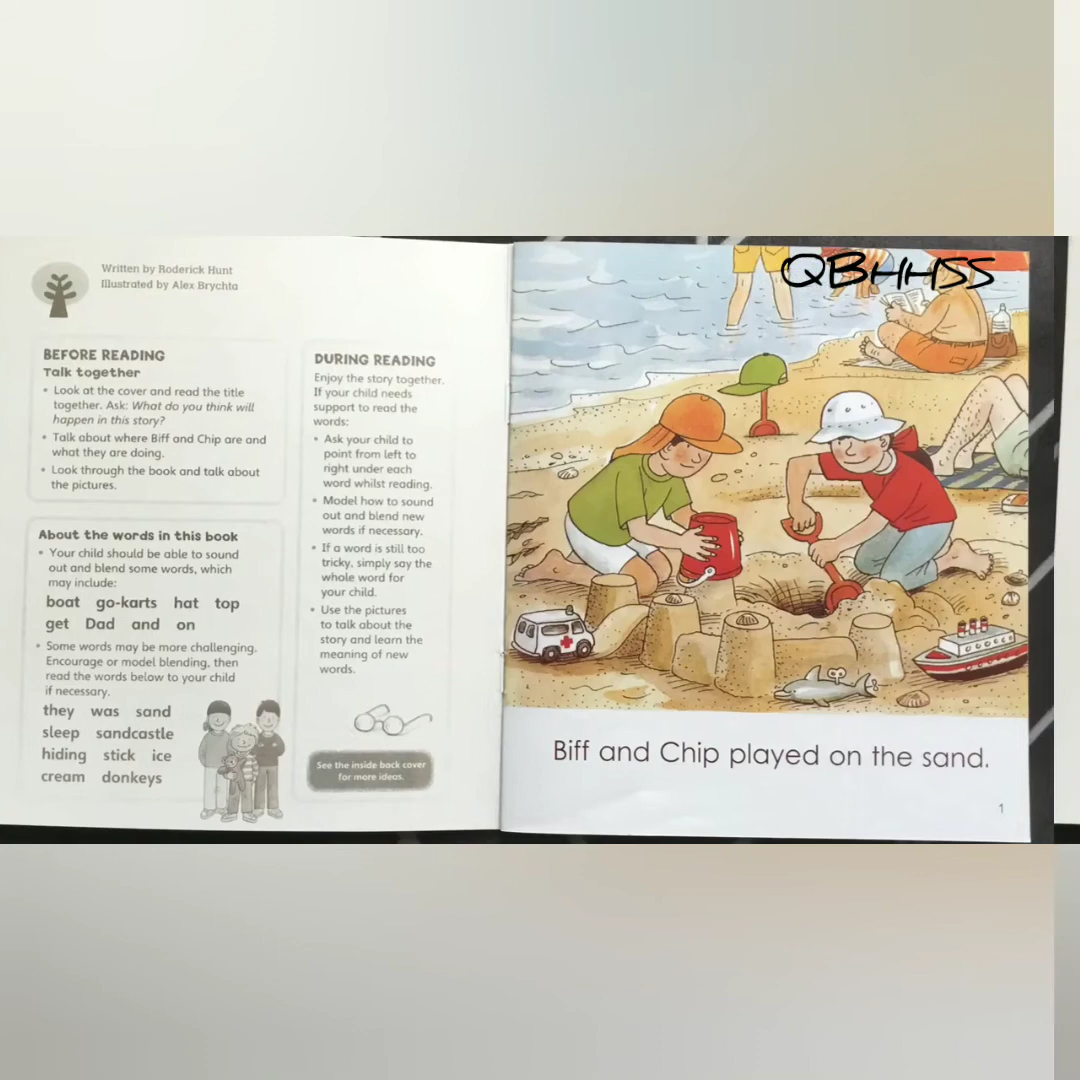 Written by Roderick Hunt
Illustrated by Alex Brychta
BEFORE READING
Talk together
• Look at the cover and read the title
together. Ask: What do you think will
happen in this story?
• Talk about where Biff and Chip are and
what they are doing.
• Look through the book and talk about
the pictures.
About the words in this book
• Your child should be able to sound
out and blend some words, which
may include:
boat go-karts hat top
get Dad and on
• Some words may be more challenging.
Encourage or model blending, then
read the words below to your child
if necessary.
they was sand
sleep sandcastle
hiding stick ice
cream donkeys
DURING READING
Enjoy the story together.
If your child needs
support to read the
words:
• Ask your child to
point from left to
right under each
word whilst reading.
• Model how to sound
out and blend new
words if necessary.
• If a word is still too
tricky, simply say the
whole word for
your child.
• Use the pictures
to talk about the
story and learn the
meaning of new
words.
See the inside back cover
for more ideas.
QBHHSS
Biff and Chip played on the sand.
1